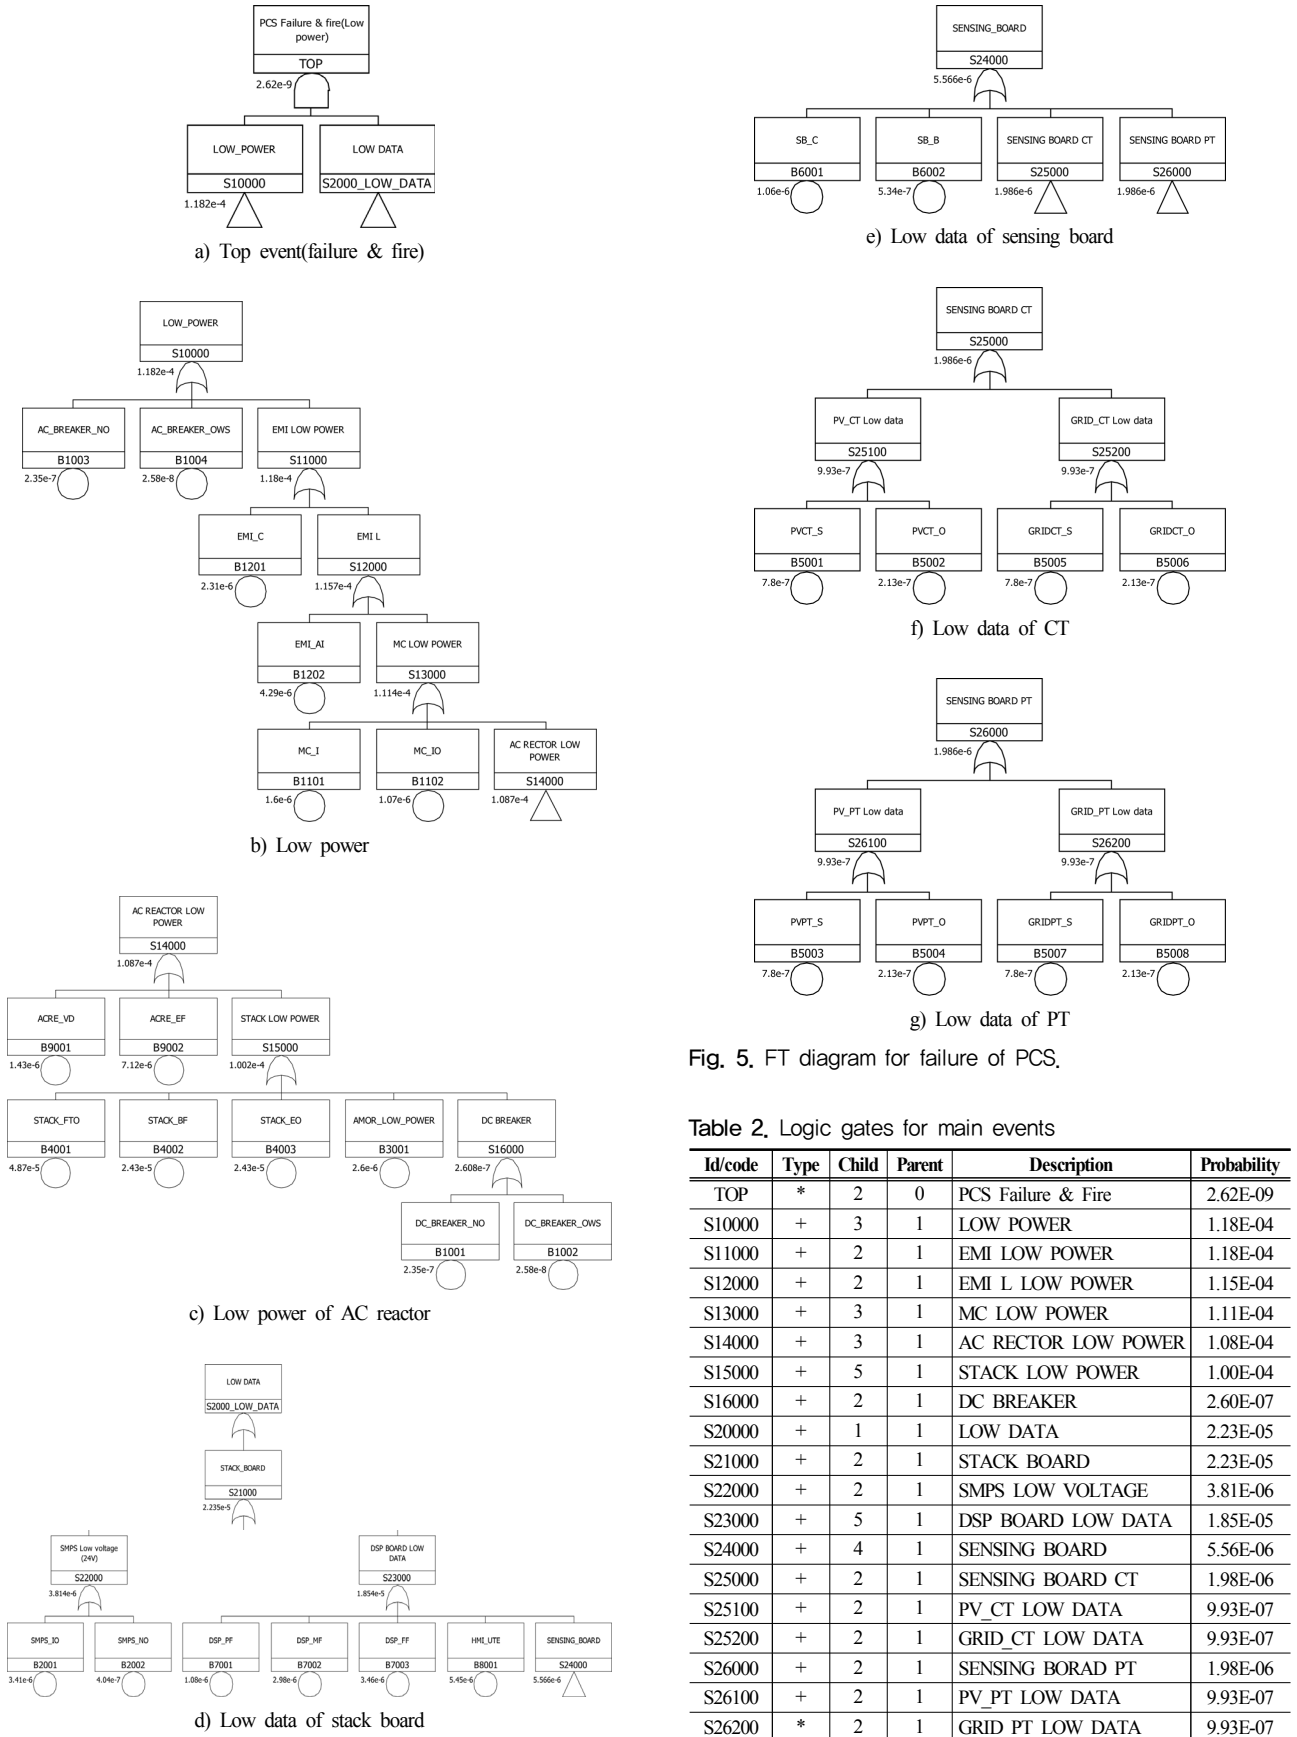 PCS Failure & fire(Low
power)
TOP
2.62e-9
LOW_POWER
LOW DATA
S10000
S2000_LOW_DATA
1.182e-4
a) Top event(failure & fire)
LOW_POWER
S10000
1.182e-4
AC_BREAKER_NO
AC_BREAKER_OWS
EMI LOW POWER
B1003
B1004
S11000
2.35e-7
2.58e-8
1.18e-4
EMI_C
EMI L
B1201
S12000
2.31e-6
1.157e-4
EMI_AI
MC LOW POWER
B1202
S13000
4.29e-6
1.114e-4
MC_I
MC_IO
AC RECTOR LOW
POWER
B1101
B1102
S14000
1.6e-6
1.07e-6
1.087e-4
b) Low power
AC REACTOR LOW
POWER
S14000
1.087e-4
ACRE_VD
ACRE_EF
STACK LOW POWER
B9001
B9002
S15000
1.43e-6
7.12e-6
1.002e-4
STACK_FTO
STACK_BF
STACK_EO
AMOR_LOW_POWER
DC BREAKER
B4001
B4002
B4003
B3001
S16000
4.87e-5
2.43e-5
2.43e-5
2.6e-6
2.608e-7
DC_BREAKER_NO
DC_BREAKER_OWS
B1001
B1002
2.35e-7
2.58e-8
c) Low power of AC reactor
LOW DATA
S2000_LOW_DATA
STACK_BOARD
S21000
2.235e-5
SMPS Low voltage
(24V)
DSP BOARD LOW
DATA
S22000
S23000
3.814e-6
1.854e-5
SMPS_IO
SMPS_NO
DSP_PF
DSP_MF
DSP_FF
HMI_UTE
SENSING_BOARD
B2001
B2002
B7001
B7002
B7003
B8001
S24000
3.41e-6
4.04e-7
1.08e-6
2.98e-6
3.46e-6
5.45e-6
5.566e-6
d) Low data of stack board
SENSING_BOARD
S24000
5.566e-6
SB_C
SB_B
SENSING BOARD CT
SENSING BOARD PT
B6001
B6002
S25000
S26000
1.06e-6
5.34e-7
1.986e-6
1.986e-6
e) Low data of sensing board
SENSING BOARD CT
S25000
1.986e-6
PV_CT Low data
GRID_CT Low data
S25100
S25200
9.93e-7
9.93e-7
PVCT_S
PVCT_O
GRIDCT_S
GRIDCT_O
B5001
B5002
B5005
B5006
7.8e-7
2.13e-7
7.8e-7
2.13e-7
f) Low data of CT
SENSING BOARD PT
S26000
1.986e-6
PV_PT Low data
GRID_PT Low data
S26100
S26200
9.93e-7
9.93e-7
PVPT_S
PVPT_O
GRIDPT_S
GRIDPT_O
B5003
B5004
B5007
B5008
7.8e-7
2.13e-7
7.8e-7
2.13e-7
g) Low data of PT
Fig. 5. FT diagram for failure of PCS.
Table 2. Logic gates for main events
Id/code Type Child Parent Description Probability
TOP * 2 0 PCS Failure & Fire 2.62E-09
S10000 + 3 1 LOW POWER 1.18E-04
S11000 + 2 1 EMI LOW POWER 1.18E-04
S12000 + 2 1 EMI L LOW POWER 1.15E-04
S13000 + 3 1 MC LOW POWER 1.11E-04
S14000 + 3 1 AC RECTOR LOW POWER 1.08E-04
S15000 + 5 1 STACK LOW POWER 1.00E-04
S16000 + 2 1 DC BREAKER 2.60E-07
S20000 + 1 1 LOW DATA 2.23E-05
S21000 + 2 1 STACK BOARD 2.23E-05
S22000 + 2 1 SMPS LOW VOLTAGE 3.81E-06
S23000 + 5 1 DSP BOARD LOW DATA 1.85E-05
S24000 + 4 1 SENSING BOARD 5.56E-06
S25000 + 2 1 SENSING BOARD CT 1.98E-06
S25100 + 2 1 PV_CT LOW DATA 9.93E-07
S25200 + 2 1 GRID_CT LOW DATA 9.93E-07
S26000 + 2 1 SENSING BORAD PT 1.98E-06
S26100 + 2 1 PV_PT LOW DATA 9.93E-07
S26200 * 2 1 GRID PT LOW DATA 9.93E-07